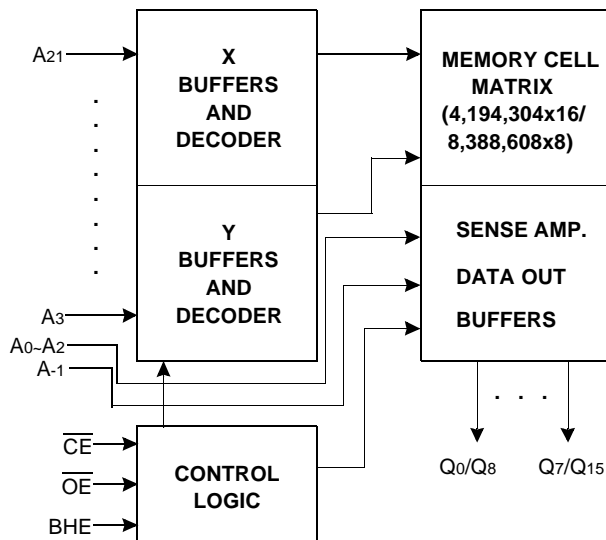 A21
X
BUFFERS
AND
DECODER
MEMORY CELL
MATRIX
(4,194,304x16/
8,388,608x8)
Y
BUFFERS
AND
DECODER
SENSE AMP.
DATA OUT
BUFFERS
A3
A0~A2
A-1
CE
OE
BHE
CONTROL
LOGIC
Q0/Q8
Q7/Q15